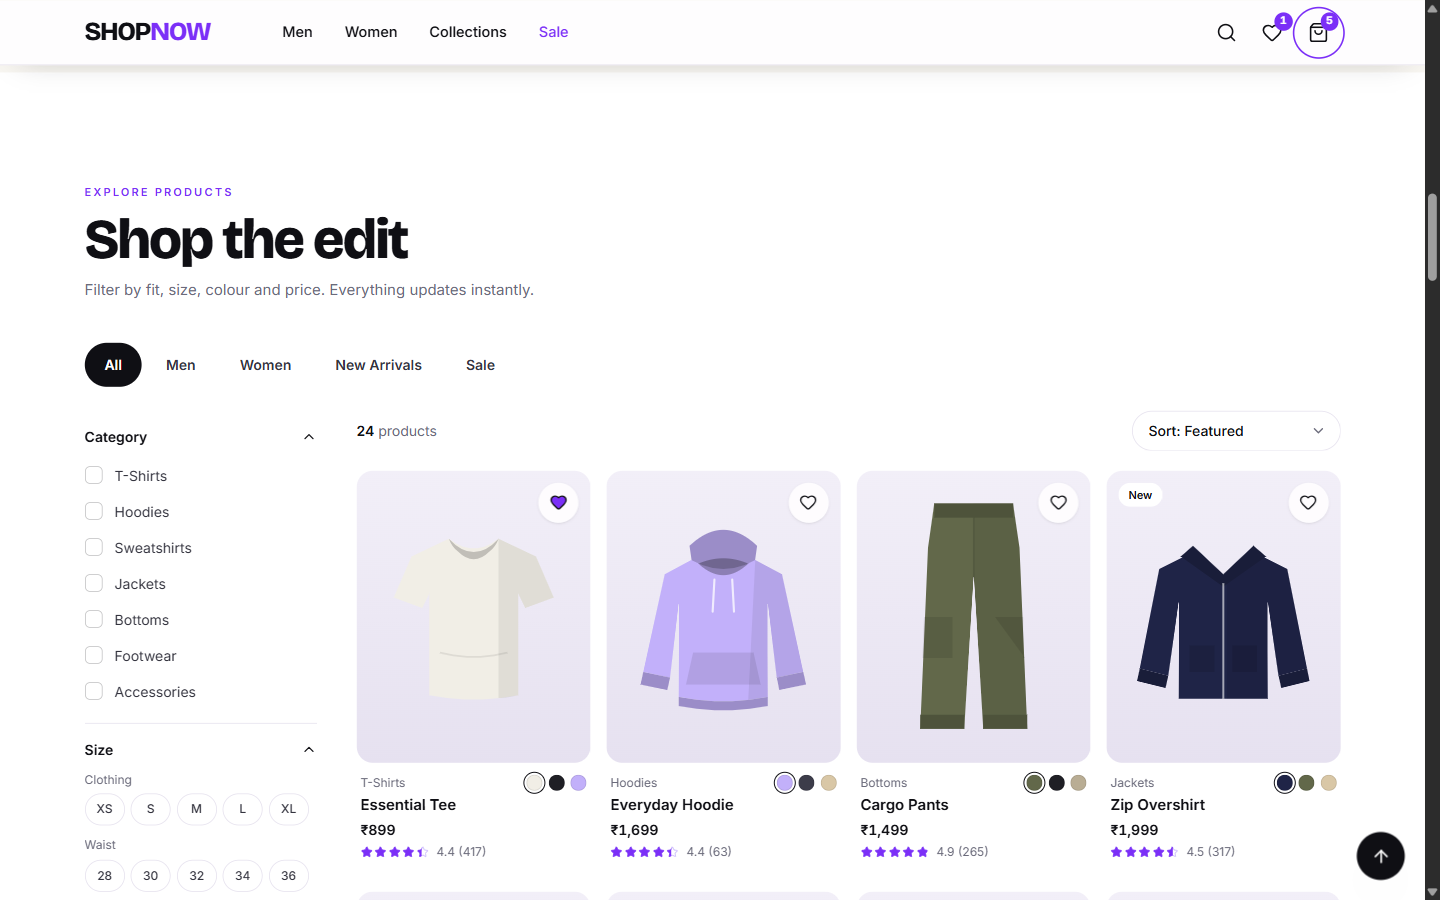 SHOPNOW
Men
Women
Collections
Sale
1
5
EXPLORE PRODUCTS
Shop the edit
Filter by fit, size, colour and price. Everything updates instantly.
All
Men
Women
New Arrivals
Sale
Category
T-Shirts
Hoodies
Sweatshirts
Jackets
Bottoms
Footwear
Accessories
Size
Clothing
XS
S
M
L
XL
Waist
28
30
32
34
36
24 products
Sort: Featured
T-Shirts
Essential Tee
₹899
4.4 (417)
Hoodies
Everyday Hoodie
₹1,699
4.4 (63)
Bottoms
Cargo Pants
₹1,499
4.9 (265)
New
Jackets
Zip Overshirt
₹1,999
4.5 (317)